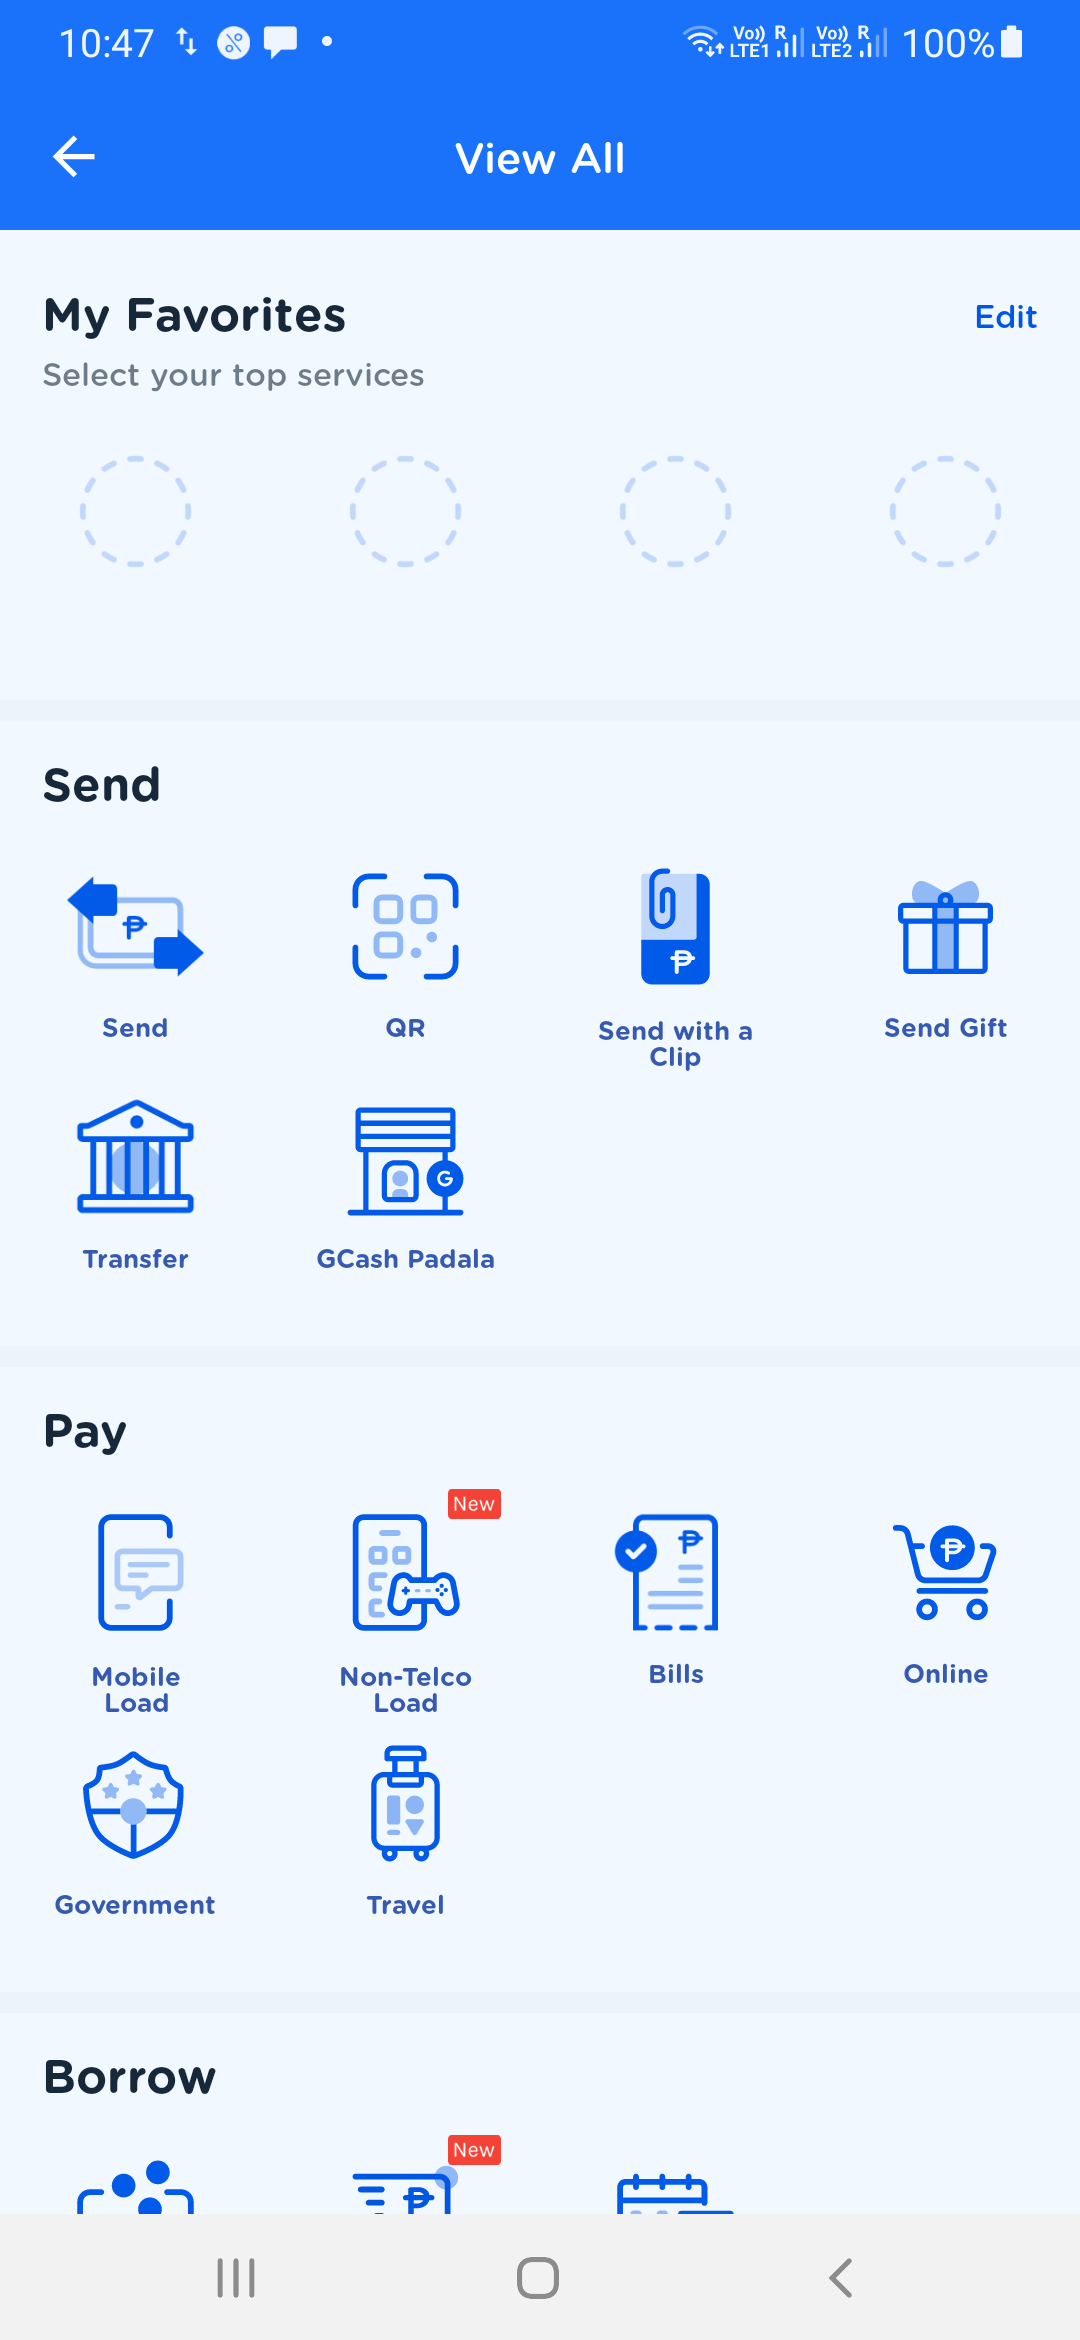 10:47
Vo)) R
LTE1
Vo)) R
LTE2
100%
View All
My Favorites
Edit
Select your top services
Send
₱
₱
Send
QR
Send with a
Clip
Send Gift
G
Transfer
GCash Padala
Pay
New
₱
₱
Mobile
Load
Non-Telco
Load
Bills
Online
Government
Travel
Borrow
New
₱